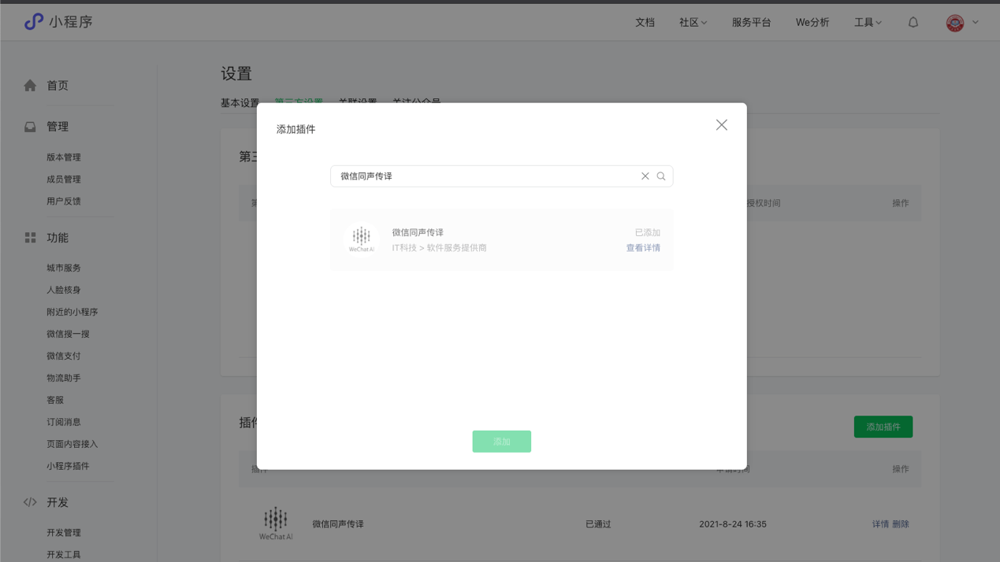 小程序
文档
社区
服务平台
We分析
工具
首页
管理
版本管理
成员管理
用户反馈
功能
城市服务
人脸核身
附近的小程序
微信搜一搜
微信支付
物流助手
客服
订阅消息
页面内容接入
小程序插件
开发
开发管理
开发工具
设置
基本设置 第三方设置 关联设置 关注公众号
第三
授权时间
操作
添加插件
微信同声传译
WeChat AI
微信同声传译
已添加
IT科技 > 软件服务提供商
查看详情
添加
插件
添加插件
插件
申请时间
操作
WeChat AI
微信同声传译
已通过
2021-8-24 16:35
详情 删除